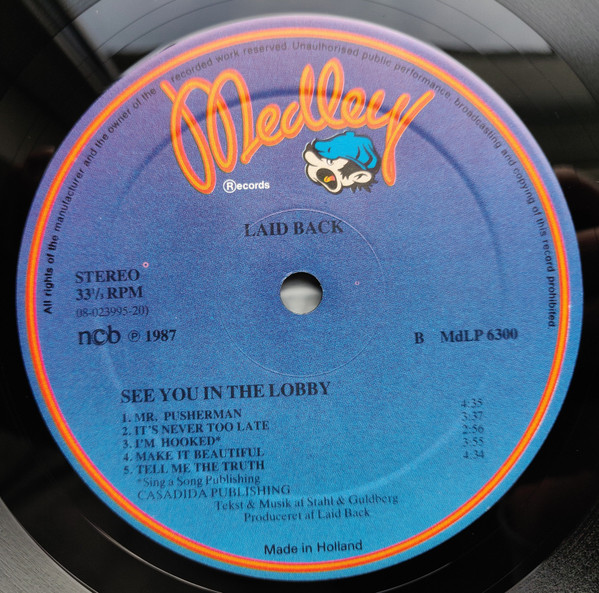 All rights of the manufacturer and the owner of the recorded work reserved. Unauthorised public performance, broadcasting and copying of this record prohibited.
Medley
®ecords
LAID BACK
STEREO
33⅓ RPM
08-023995-20)
ncb ℗ 1987
B MdLP 6300
SEE YOU IN THE LOBBY
1. MR. PUSHERMAN 4:35
2. IT'S NEVER TOO LATE 3:37
3. I'M HOOKED* 2:56
4. MAKE IT BEAUTIFUL 3:55
5. TELL ME THE TRUTH 4:34
*Sing a Song Publishing
CASADIDA PUBLISHING
Tekst & Musik af Stahl & Guldberg
Produceret af Laid Back
Made in Holland